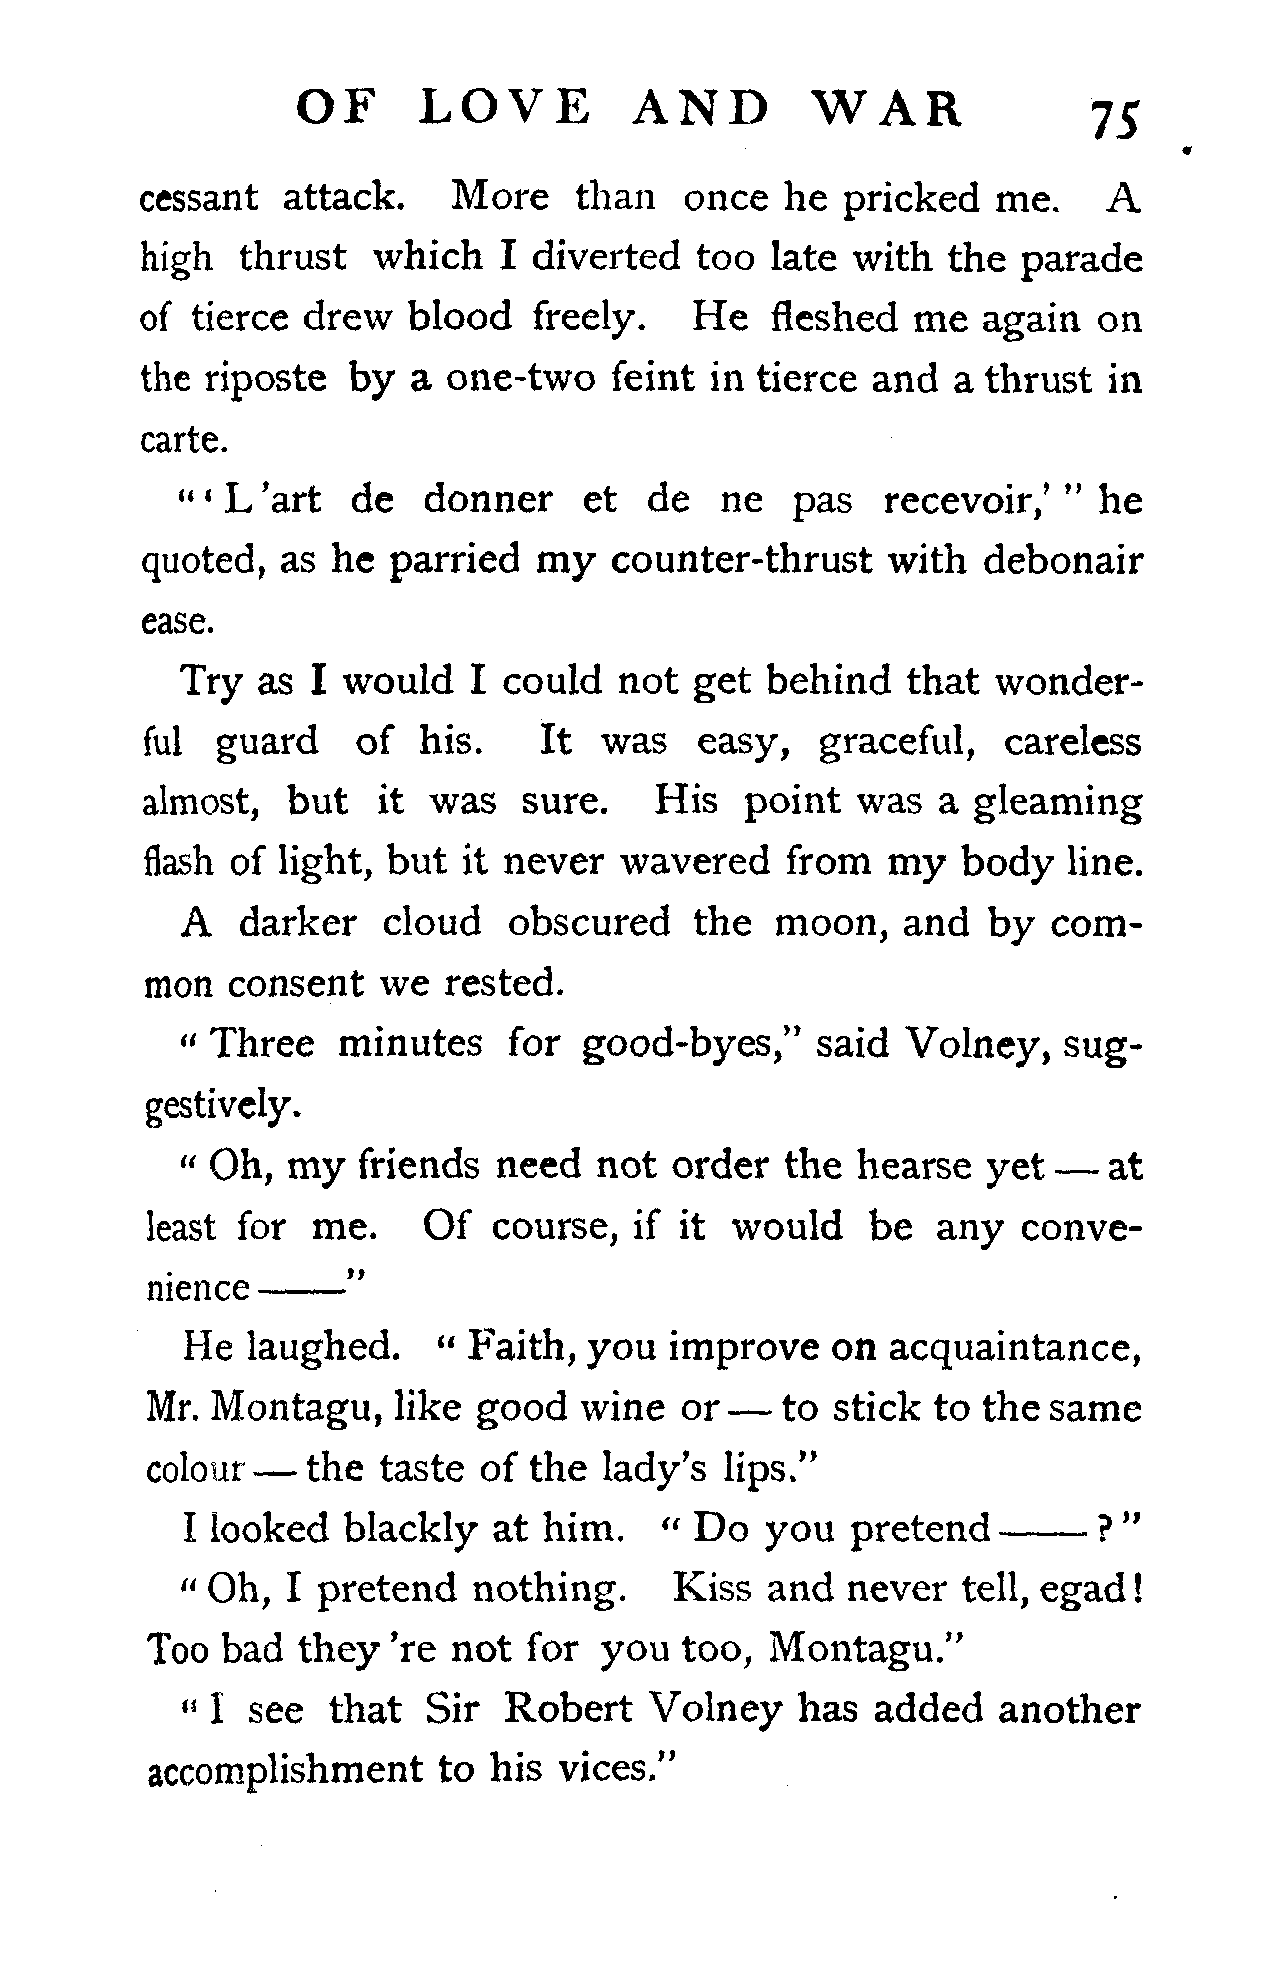 OF LOVE AND WAR 75
cessant attack. More than once he pricked me. A
high thrust which I diverted too late with the parade
of tierce drew blood freely. He fleshed me again on
the riposte by a one-two feint in tierce and a thrust in
carte.
"'L'art de donner et de ne pas recevoir,'" he
quoted, as he parried my counter-thrust with debonair
ease.
Try as I would I could not get behind that wonder-
ful guard of his. It was easy, graceful, careless
almost, but it was sure. His point was a gleaming
flash of light, but it never wavered from my body line.
A darker cloud obscured the moon, and by com-
mon consent we rested.
"Three minutes for good-byes," said Volney, sug-
gestively.
"Oh, my friends need not order the hearse yet — at
least for me. Of course, if it would be any conve-
nience ——"
He laughed. "Faith, you improve on acquaintance,
Mr. Montagu, like good wine or — to stick to the same
colour — the taste of the lady's lips."
I looked blackly at him. "Do you pretend —— ?"
"Oh, I pretend nothing. Kiss and never tell, egad!
Too bad they 're not for you too, Montagu."
"I see that Sir Robert Volney has added another
accomplishment to his vices."